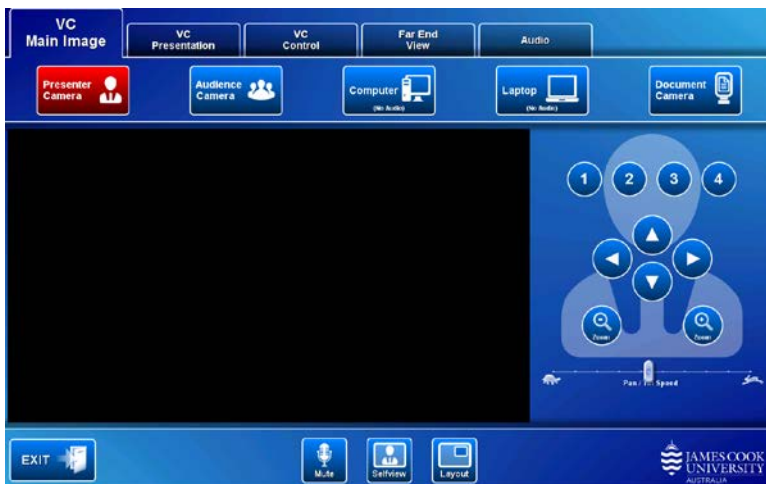 VC
Main Image
VC
Presentation
VC
Control
Far End
View
Audio
Presenter
Camera
Audience
Camera
Computer
(No Audio)
Laptop
(No Audio)
Document
Camera
1 2 3 4
Zoom
Zoom
Pan / Tilt Speed
EXIT
Mute
Selfview
Layout
JAMES COOK
UNIVERSITY
AUSTRALIA